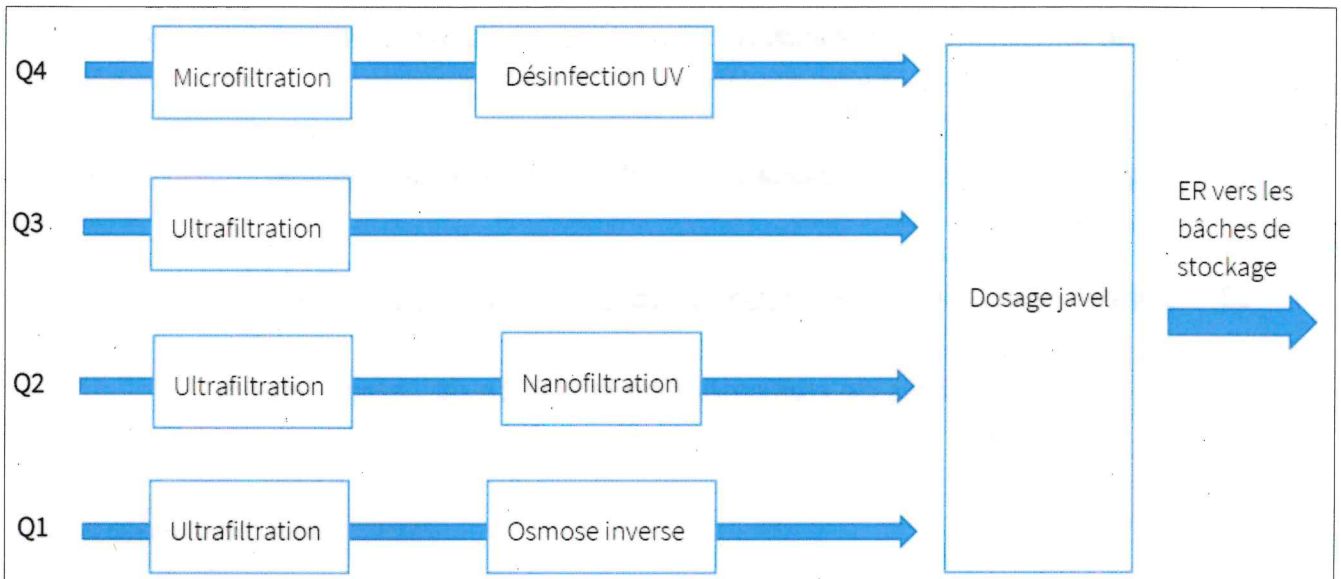 Q4
Microfiltration
Désinfection UV
Q3
Ultrafiltration
Q2
Ultrafiltration
Nanofiltration
Q1
Ultrafiltration
Osmose inverse
Dosage javel
ER vers les
bâches de
stockage